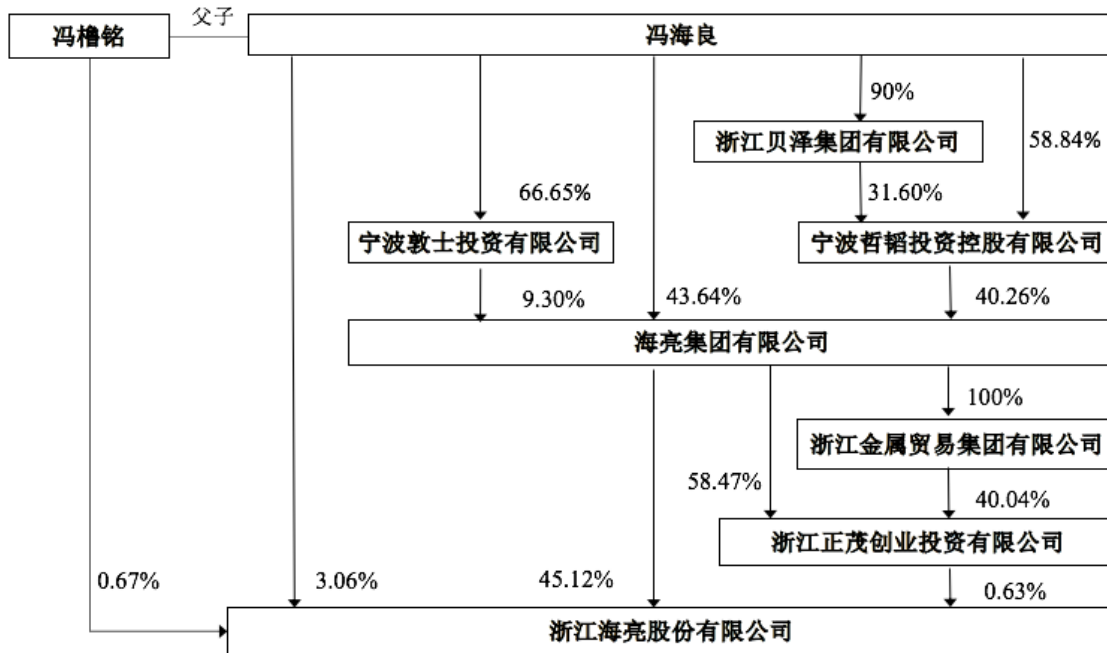 父子
冯橹铭
冯海良
90%
浙江贝泽集团有限公司
58.84%
66.65%
31.60%
宁波敦士投资有限公司
宁波哲韬投资控股有限公司
9.30%
43.64%
40.26%
海亮集团有限公司
100%
浙江金属贸易集团有限公司
58.47%
40.04%
浙江正茂创业投资有限公司
0.67%
3.06%
45.12%
0.63%
浙江海亮股份有限公司